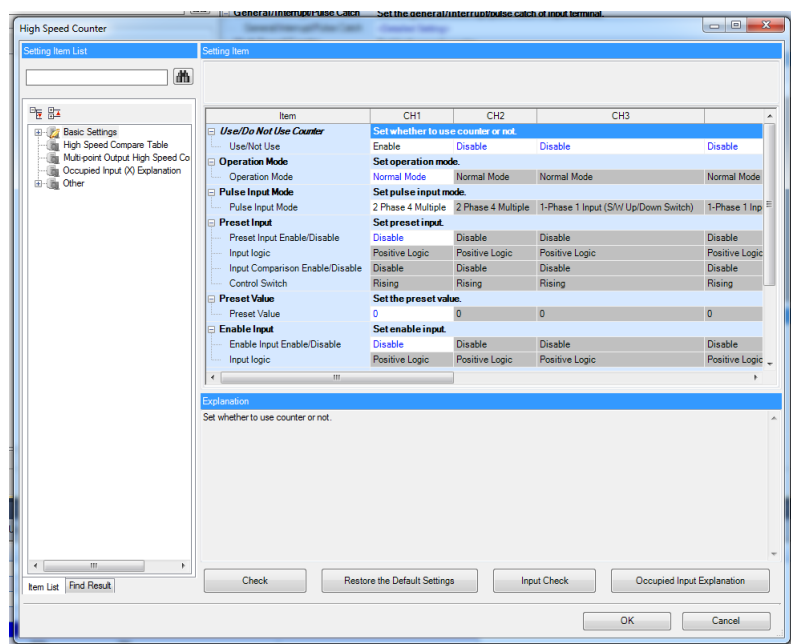 General/Interrupt/Pulse Catch Set the general/interrupt/pulse catch of input terminal.
High Speed Counter
Setting Item List
Setting Item
Basic Settings
High Speed Compare Table
Multi-point Output High Speed Co
Occupied Input (X) Explanation
Other
Item CH1 CH2 CH3
Use/Do Not Use Counter Set whether to use counter or not.
Use/Not Use Enable Disable Disable Disable
Operation Mode Set operation mode.
Operation Mode Normal Mode Normal Mode Normal Mode Normal Mode
Pulse Input Mode Set pulse input mode.
Pulse Input Mode 2 Phase 4 Multiple 2 Phase 4 Multiple 1-Phase 1 Input (S/W Up/Down Switch) 1-Phase 1 Inp
Preset Input Set preset input.
Preset Input Enable/Disable Disable Disable Disable Disable
Input logic Positive Logic Positive Logic Positive Logic Positive Logic
Input Comparison Enable/Disable Disable Disable Disable Disable
Control Switch Rising Rising Rising Rising
Preset Value Set the preset value.
Preset Value 0 0 0 0
Enable Input Set enable input.
Enable Input Enable/Disable Disable Disable Disable Disable
Input logic Positive Logic Positive Logic Positive Logic Positive Logic
Explanation
Set whether to use counter or not.
Item List Find Result
Check Restore the Default Settings Input Check Occupied Input Explanation
OK Cancel